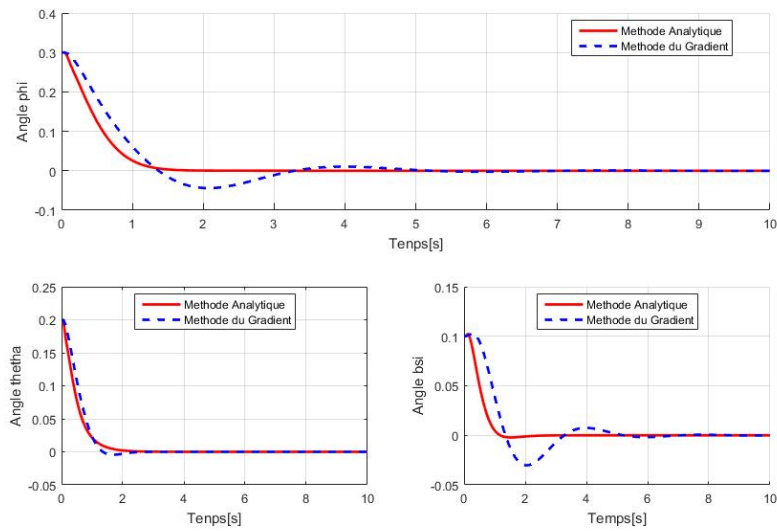 0.4
0.3
0.2
0.1
0
-0.1
Angle phi
Methode Analytique
Methode du Gradient
0 1 2 3 4 5 6 7 8 9 10
Tenps[s]
0.25
0.2
0.15
0.1
0.05
0
-0.05
Angle thetha
Methode Analytique
Methode du Gradient
0 2 4 6 8 10
Tenps[s]
0.15
0.1
0.05
0
-0.05
Angle bsi
Methode Analytique
Methode du Gradient
0 2 4 6 8 10
Temps[s]